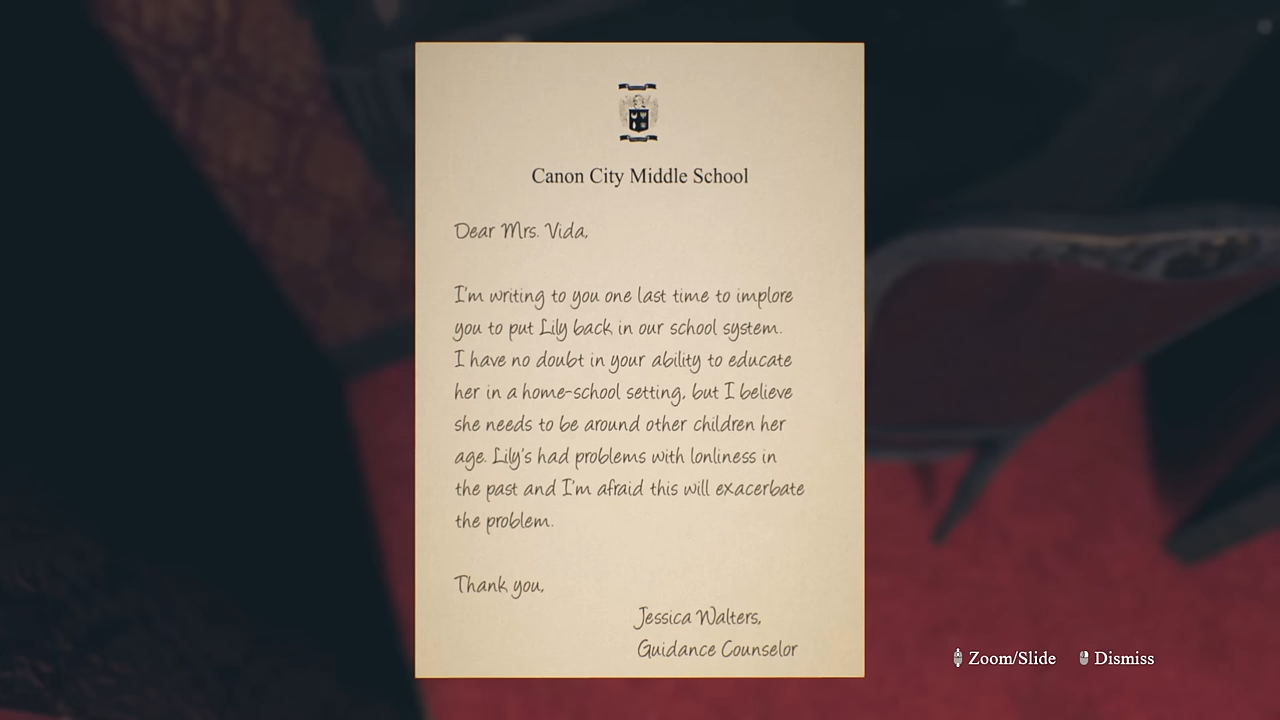 Canon City Middle School
Dear Mrs. Vida,
I'm writing to you one last time to implore
you to put Lily back in our school system.
I have no doubt in your ability to educate
her in a home-school setting, but I believe
she needs to be around other children her
age. Lily's had problems with lonliness in
the past and I'm afraid this will exacerbate
the problem.
Thank you,
Jessica Walters,
Guidance Counselor
Zoom/Slide Dismiss